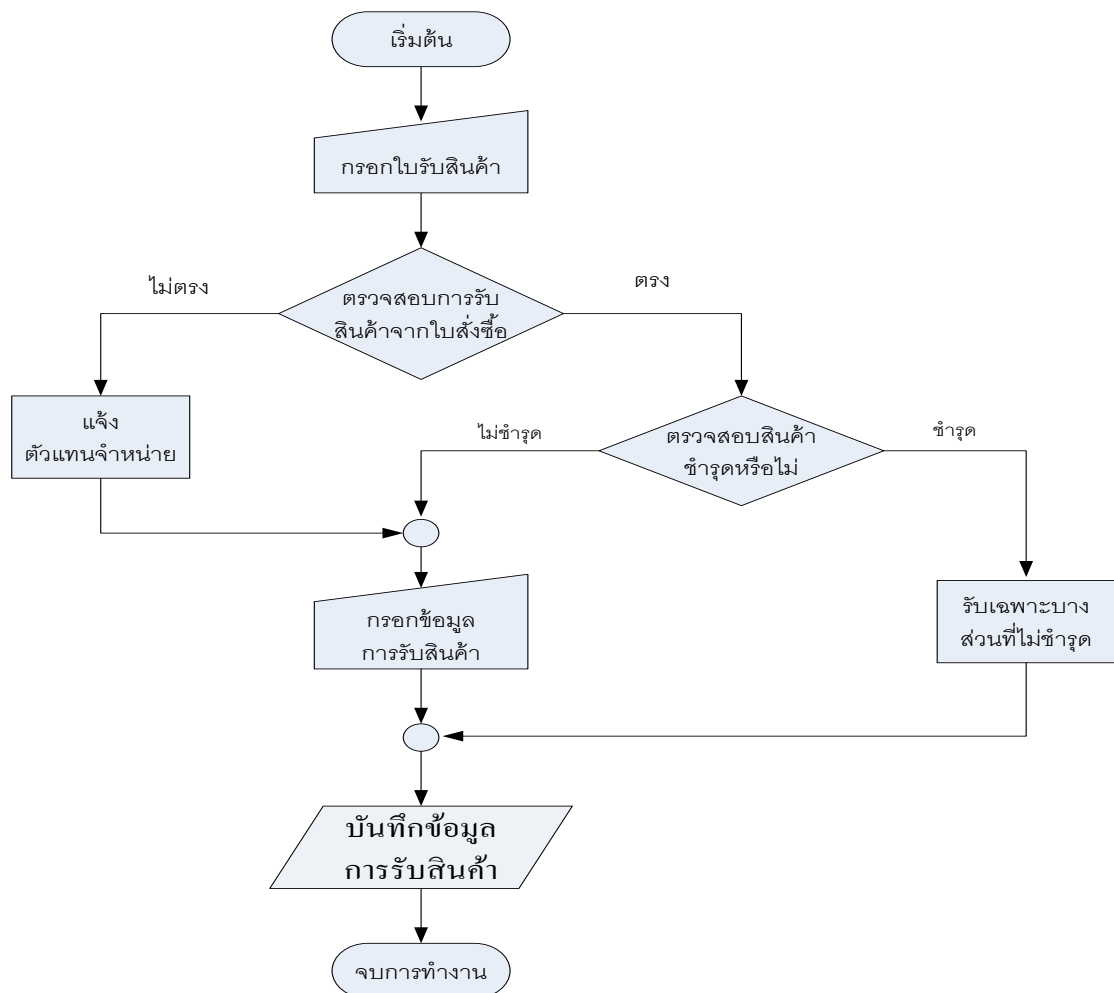 เริ่มต้น
กรอกใบรับสินค้า
ไม่ตรง
ตรง
ตรวจสอบการรับ
สินค้าจากใบสั่งซื้อ
แจ้ง
ตัวแทนจำหน่าย
ไม่ชำรุด
ตรวจสอบสินค้า
ชำรุดหรือไม่
ชำรุด
กรอกข้อมูล
การรับสินค้า
รับเฉพาะบาง
ส่วนที่ไม่ชำรุด
บันทึกข้อมูล
การรับสินค้า
จบการทำงาน